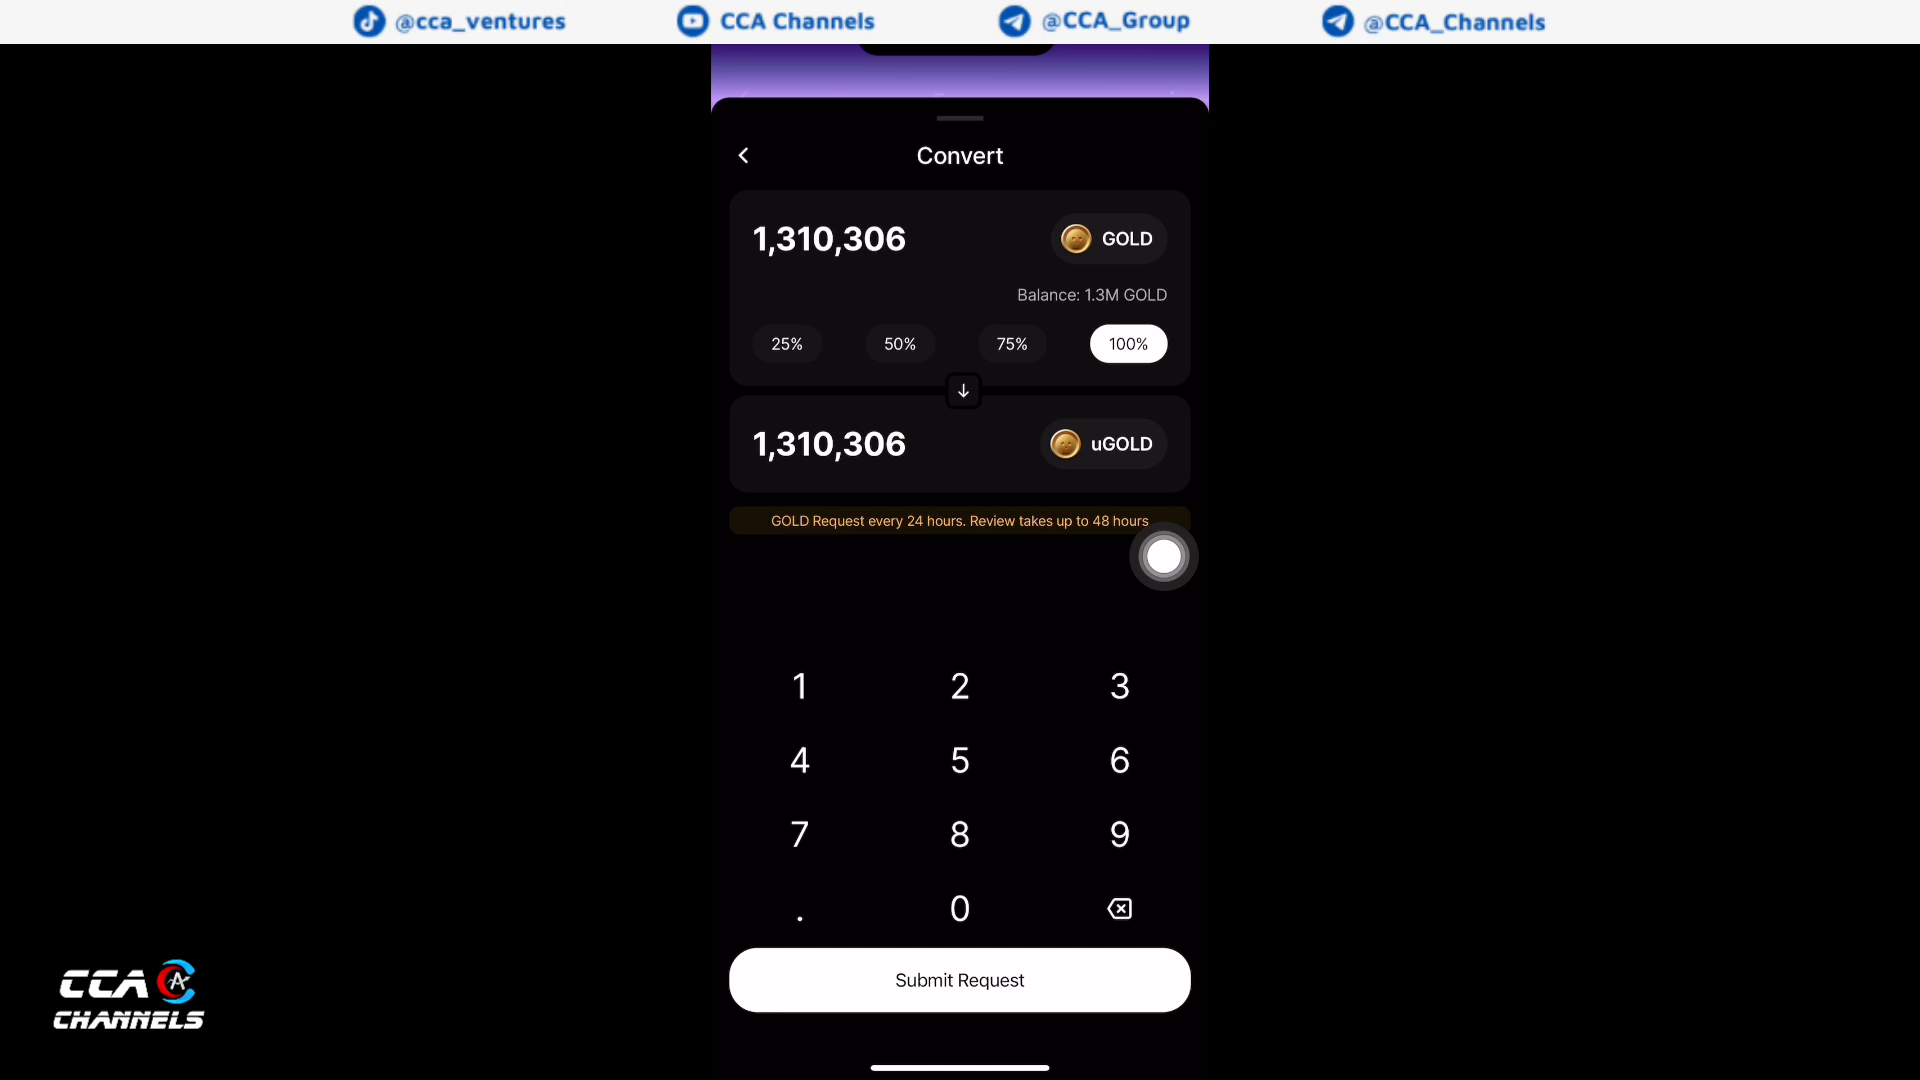 @cca_ventures
CCA Channels
@CCA_Group
@CCA_Channels
Convert
1,310,306
GOLD
Balance: 1.3M GOLD
25%
50%
75%
100%
1,310,306
uGOLD
GOLD Request every 24 hours. Review takes up to 48 hours
1 2 3
4 5 6
7 8 9
. 0
Submit Request
CCA
CHANNELS